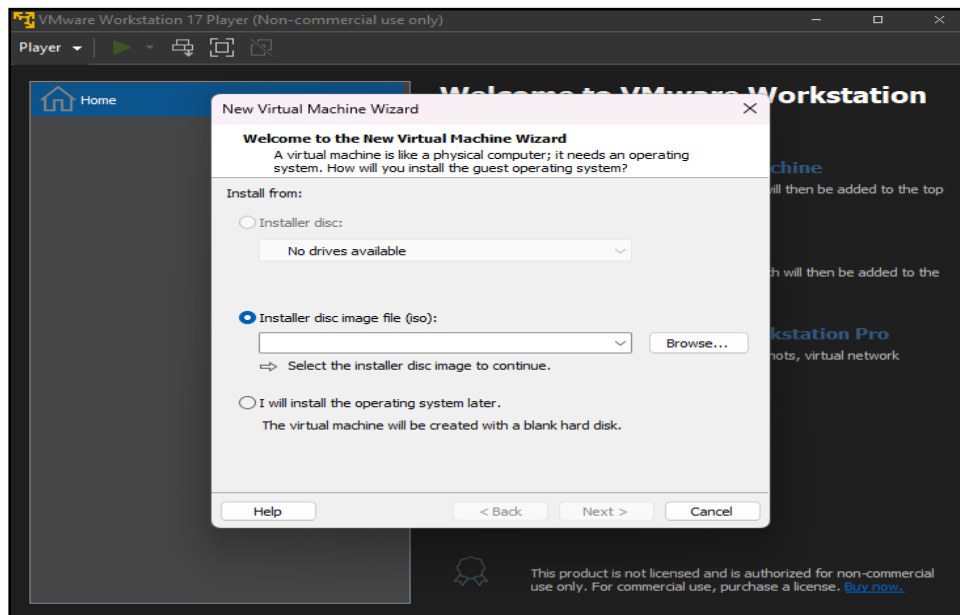 VMware Workstation 17 Player (Non-commercial use only)
Player
Home
Welcome to VMware Workstation
chine
will then be added to the top
h will then be added to the
kstation Pro
hots, virtual network
New Virtual Machine Wizard
Welcome to the New Virtual Machine Wizard
A virtual machine is like a physical computer; it needs an operating
system. How will you install the guest operating system?
Install from:
Installer disc:
No drives available
Installer disc image file (iso):
Browse...
Select the installer disc image to continue.
I will install the operating system later.
The virtual machine will be created with a blank hard disk.
Help
< Back
Next >
Cancel
This product is not licensed and is authorized for non-commercial
use only. For commercial use, purchase a license. Buy now.